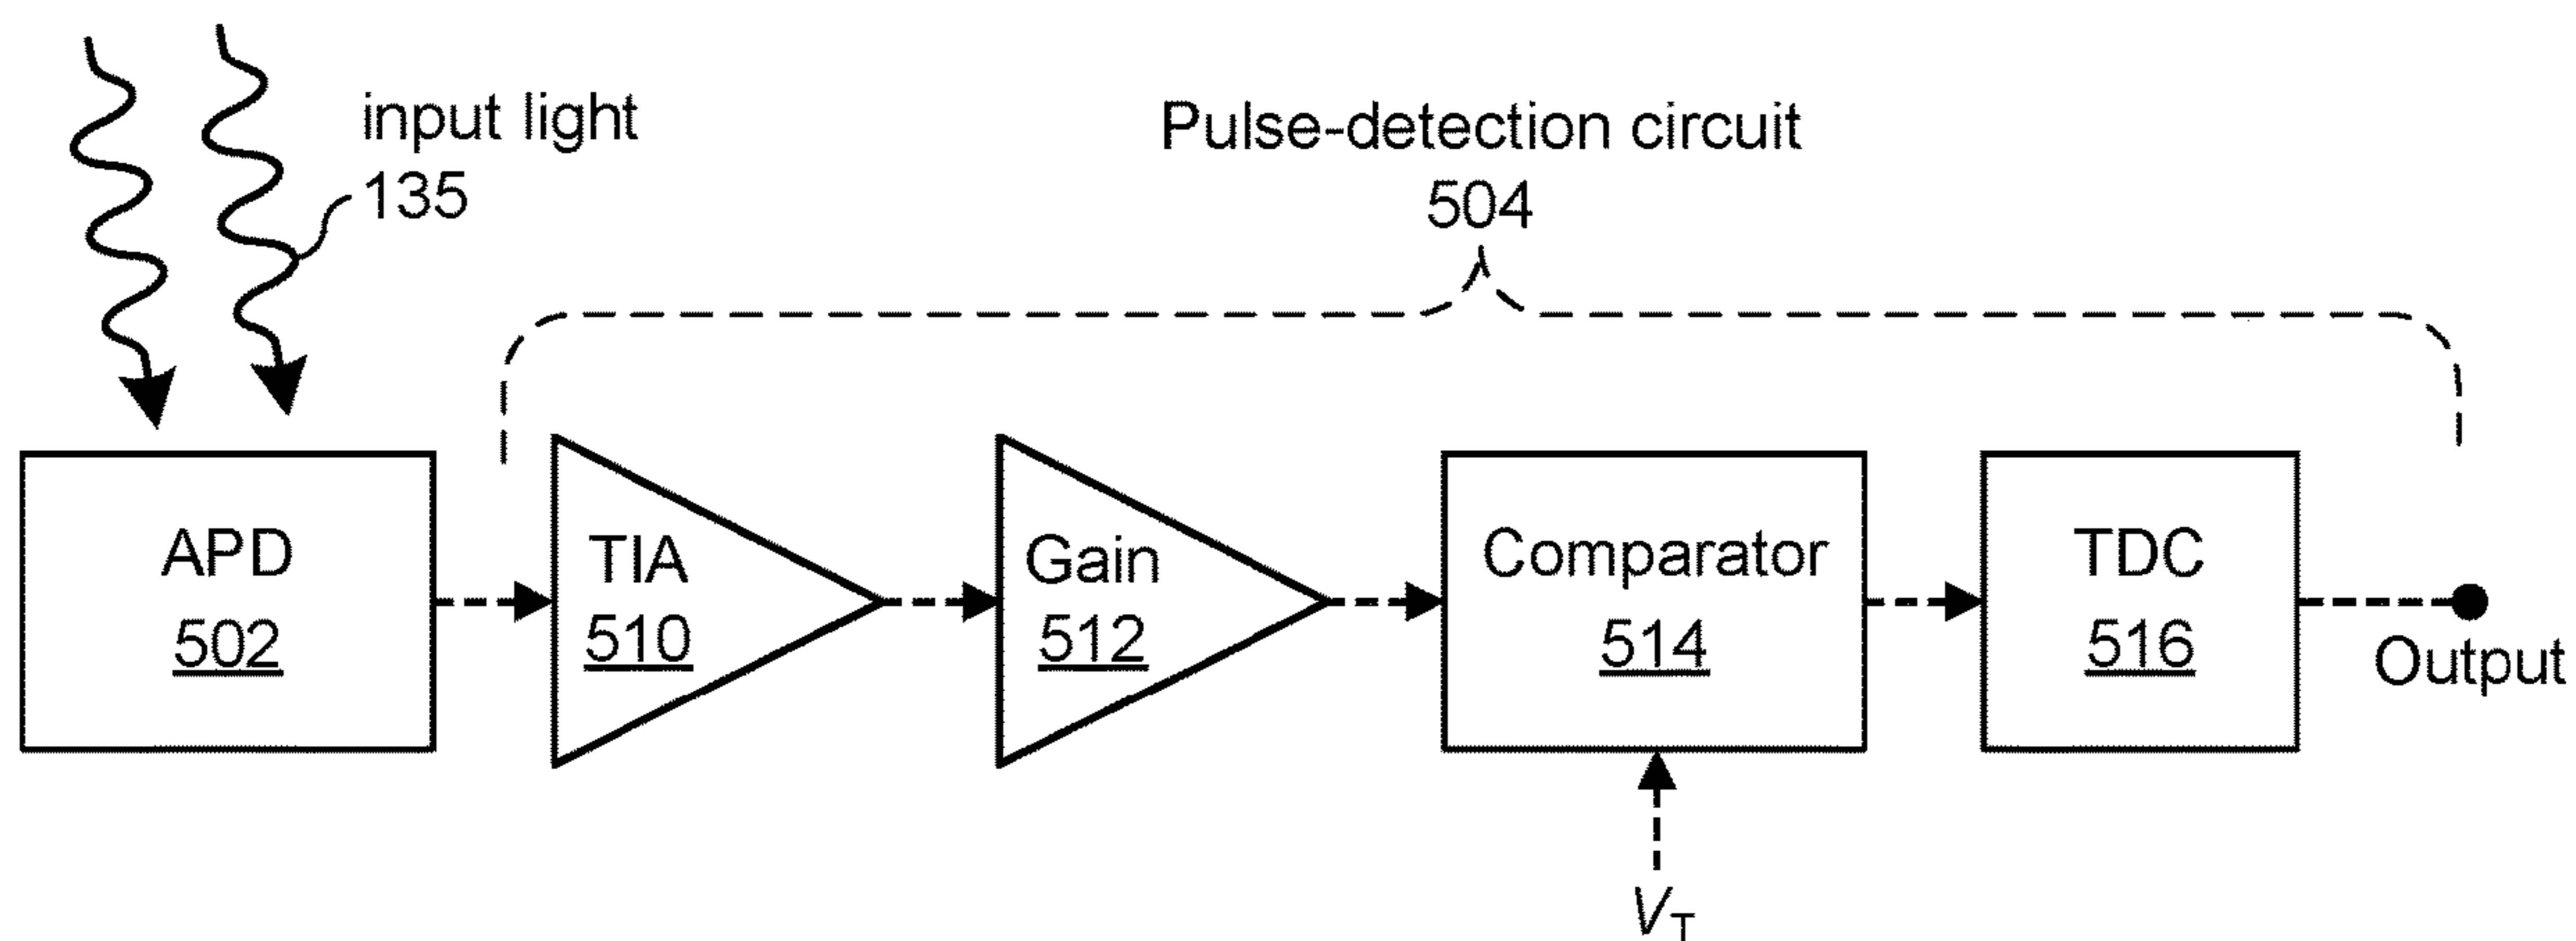 input light
135
Pulse-detection circuit
504
APD
502
TIA
510
Gain
512
Comparator
514
TDC
516
Output
VT